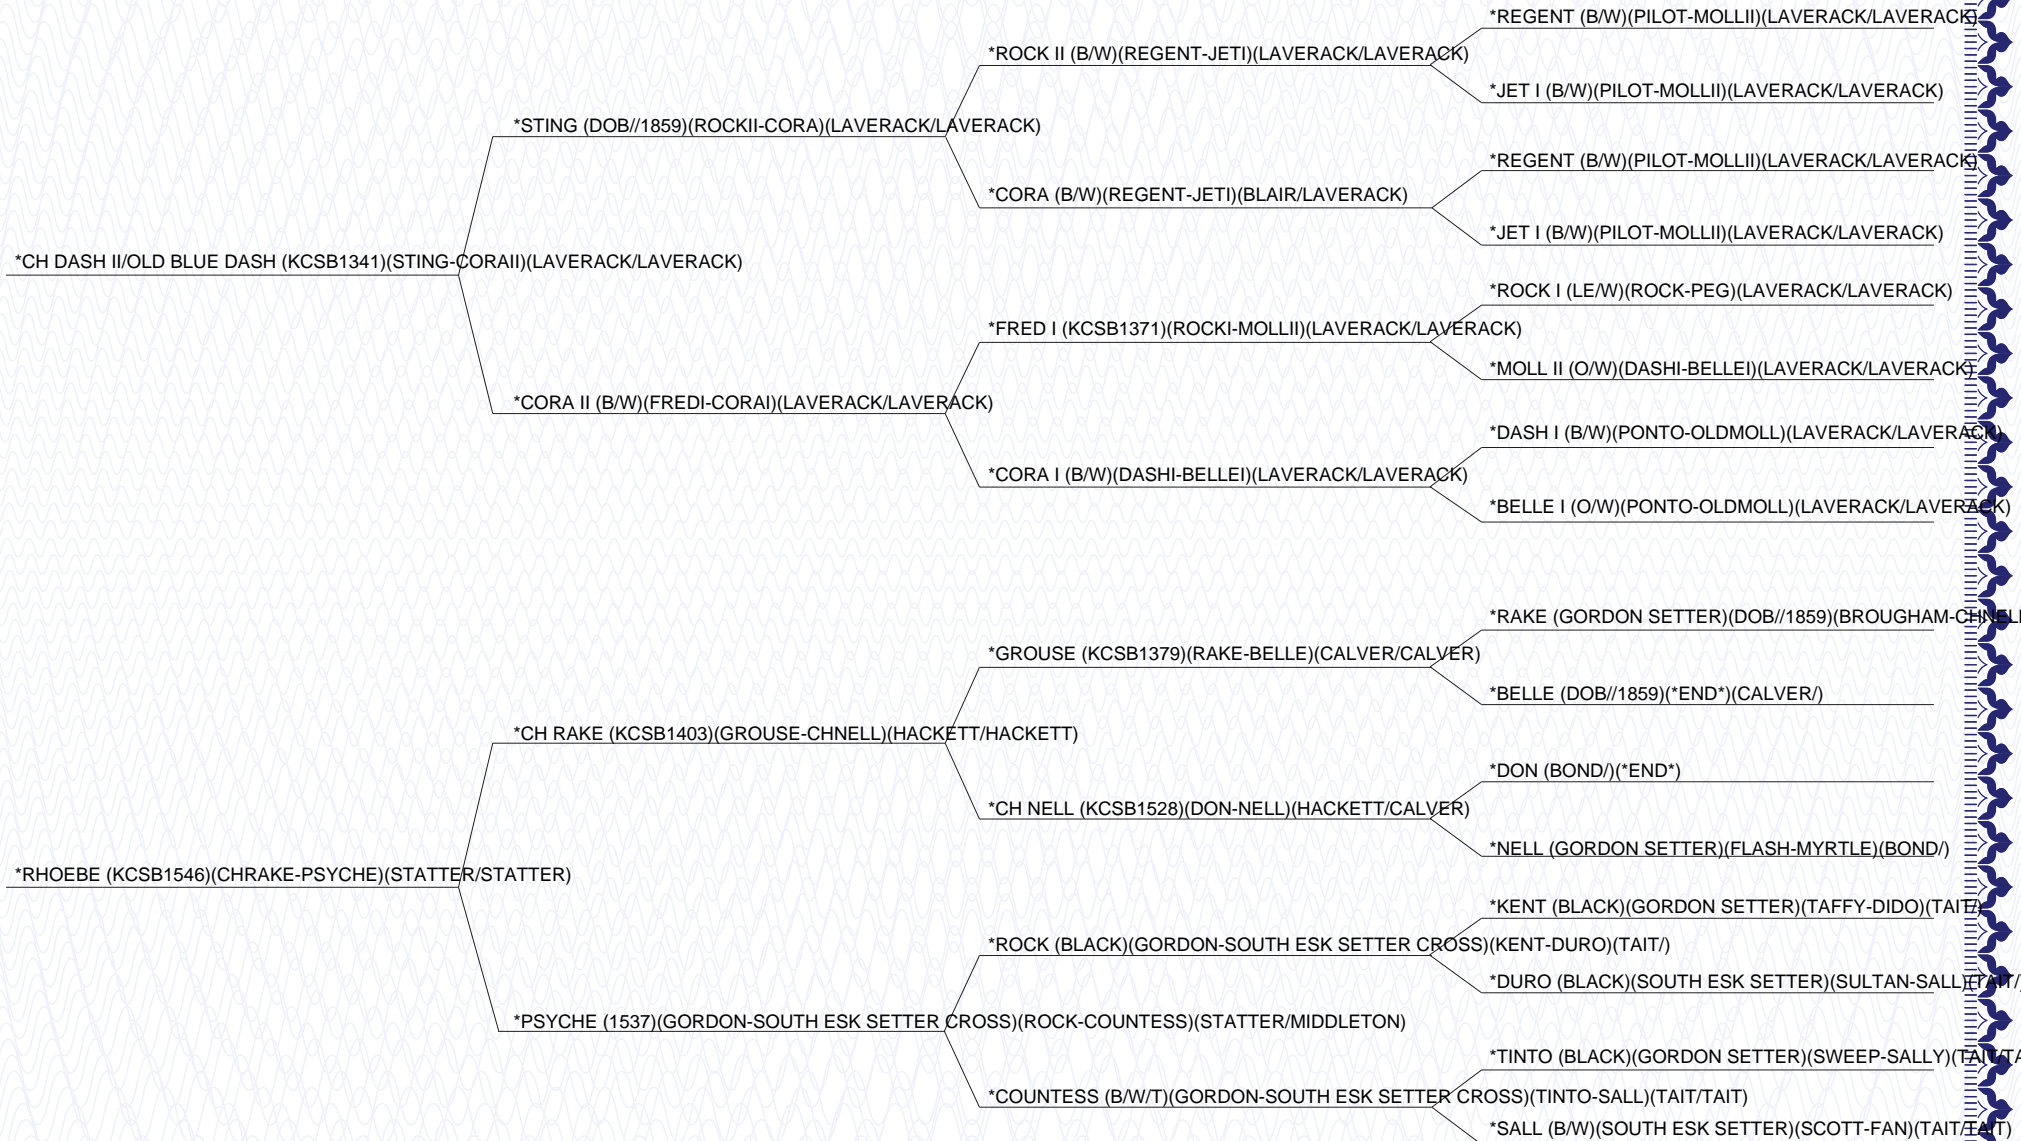 *REGENT (B/W)(PILOT-MOLLII)(LAVERACK/LAVERACK)
*ROCK II (B/W)(REGENT-JETI)(LAVERACK/LAVERACK)
*JET I (B/W)(PILOT-MOLLII)(LAVERACK/LAVERACK)
*STING (DOB//1859)(ROCKII-CORA)(LAVERACK/LAVERACK)
*REGENT (B/W)(PILOT-MOLLII)(LAVERACK/LAVERACK)
*CORA (B/W)(REGENT-JETI)(BLAIR/LAVERACK)
*JET I (B/W)(PILOT-MOLLII)(LAVERACK/LAVERACK)
*CH DASH II/OLD BLUE DASH (KCSB1341)(STING-CORAII)(LAVERACK/LAVERACK)
*ROCK I (LE/W)(ROCK-PEG)(LAVERACK/LAVERACK)
*FRED I (KCSB1371)(ROCKI-MOLLII)(LAVERACK/LAVERACK)
*MOLL II (O/W)(DASHI-BELLEI)(LAVERACK/LAVERACK)
*CORA II (B/W)(FREDI-CORAI)(LAVERACK/LAVERACK)
*DASH I (B/W)(PONTO-OLDMOLL)(LAVERACK/LAVERACK)
*CORA I (B/W)(DASHI-BELLEI)(LAVERACK/LAVERACK)
*BELLE I (O/W)(PONTO-OLDMOLL)(LAVERACK/LAVERACK)
*RAKE (GORDON SETTER)(DOB//1859)(BROUGHAM-CHNELL
*GROUSE (KCSB1379)(RAKE-BELLE)(CALVER/CALVER)
*BELLE (DOB//1859)(*END*)(CALVER/)
*CH RAKE (KCSB1403)(GROUSE-CHNELL)(HACKETT/HACKETT)
*DON (BOND/)(*END*)
*CH NELL (KCSB1528)(DON-NELL)(HACKETT/CALVER)
*NELL (GORDON SETTER)(FLASH-MYRTLE)(BOND/)
*RHOEBE (KCSB1546)(CHRAKE-PSYCHE)(STATTER/STATTER)
*KENT (BLACK)(GORDON SETTER)(TAFFY-DIDO)(TAIT/)
*ROCK (BLACK)(GORDON-SOUTH ESK SETTER CROSS)(KENT-DURO)(TAIT/)
*DURO (BLACK)(SOUTH ESK SETTER)(SULTAN-SALL)(TAIT/)
*PSYCHE (1537)(GORDON-SOUTH ESK SETTER CROSS)(ROCK-COUNTESS)(STATTER/MIDDLETON)
*TINTO (BLACK)(GORDON SETTER)(SWEEP-SALLY)(TAIT/TA
*COUNTESS (B/W/T)(GORDON-SOUTH ESK SETTER CROSS)(TINTO-SALL)(TAIT/TAIT)
*SALL (B/W)(SOUTH ESK SETTER)(SCOTT-FAN)(TAIT/TAIT)